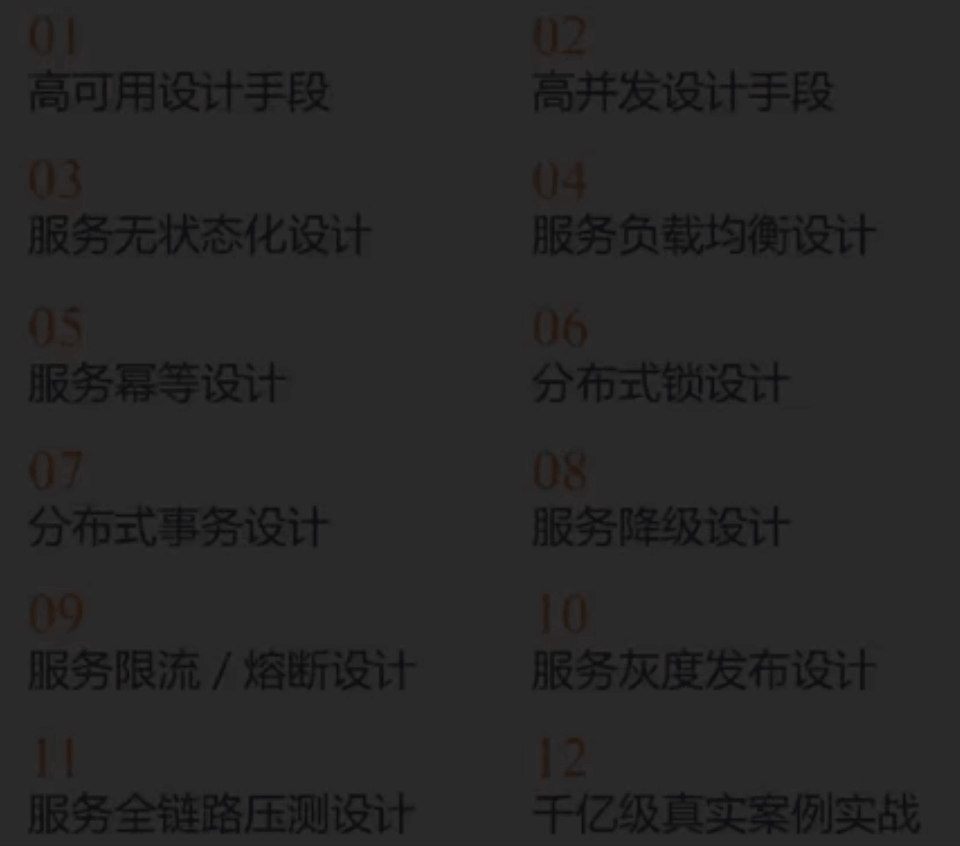 01
高可用设计手段
02
高并发设计手段
03
服务无状态化设计
04
服务负载均衡设计
05
服务幂等设计
06
分布式锁设计
07
分布式事务设计
08
服务降级设计
09
服务限流 / 熔断设计
10
服务灰度发布设计
11
服务全链路压测设计
12
千亿级真实案例实战